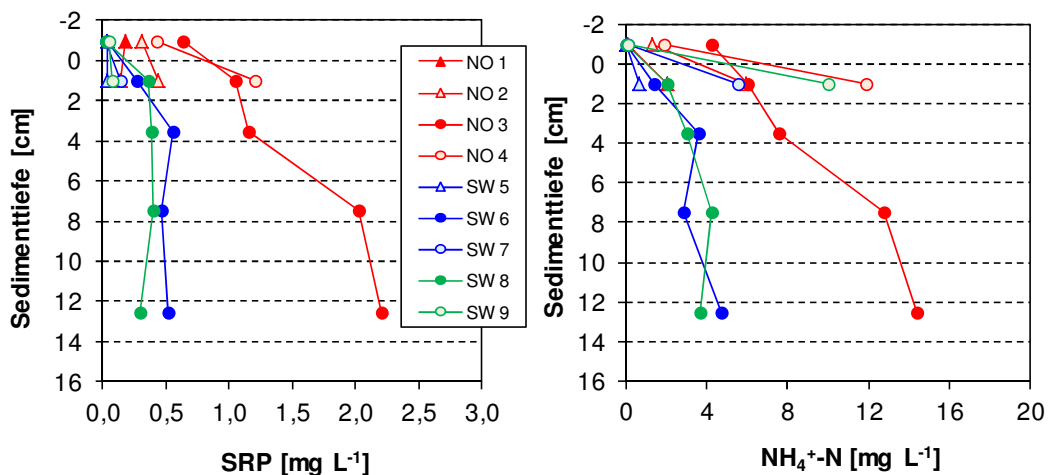 -2
0
2
4
6
8
10
12
14
16
Sedimenttiefe [cm]
0,0 0,5 1,0 1,5 2,0 2,5 3,0
SRP [mg L⁻¹]
NO 1
NO 2
NO 3
NO 4
SW 5
SW 6
SW 7
SW 8
SW 9
-2
0
2
4
6
8
10
12
14
16
Sedimenttiefe [cm]
0 4 8 12 16 20
NH₄⁺-N [mg L⁻¹]